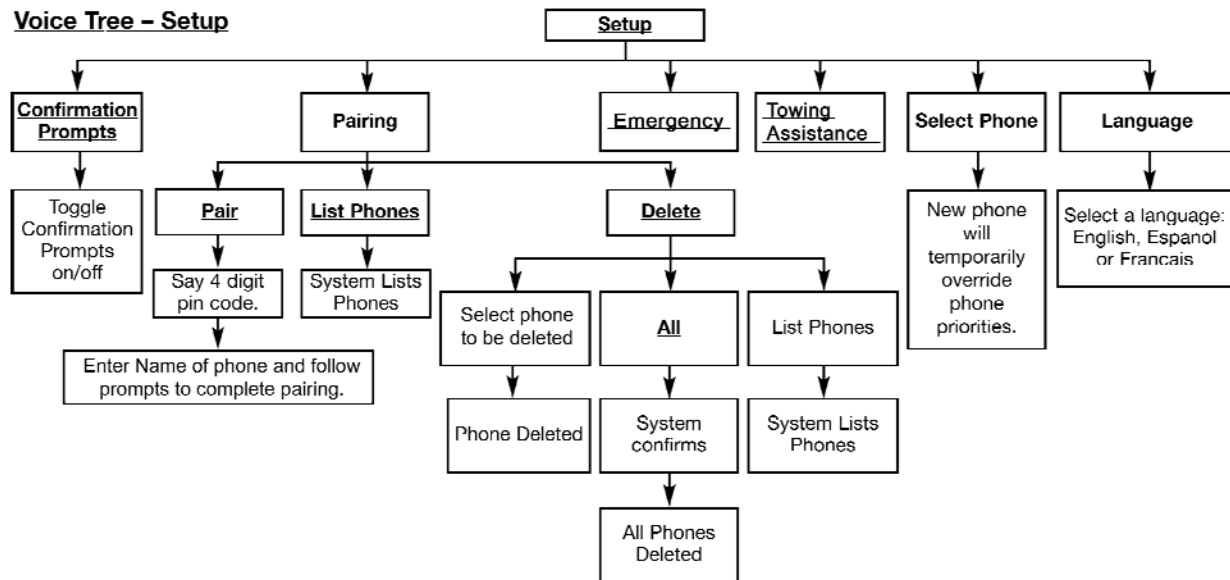 Voice Tree – Setup
Setup
Confirmation
Prompts
Pairing
Emergency
Towing
Assistance
Select Phone
Language
Toggle
Confirmation
Prompts
on/off
Pair
List Phones
Delete
New phone
will
temporarily
override
phone
priorities.
Select a language:
English, Espanol
or Francais
Say 4 digit
pin code.
System Lists
Phones
Select phone
to be deleted
All
List Phones
Enter Name of phone and follow
prompts to complete pairing.
Phone Deleted
System
confirms
System Lists
Phones
All Phones
Deleted